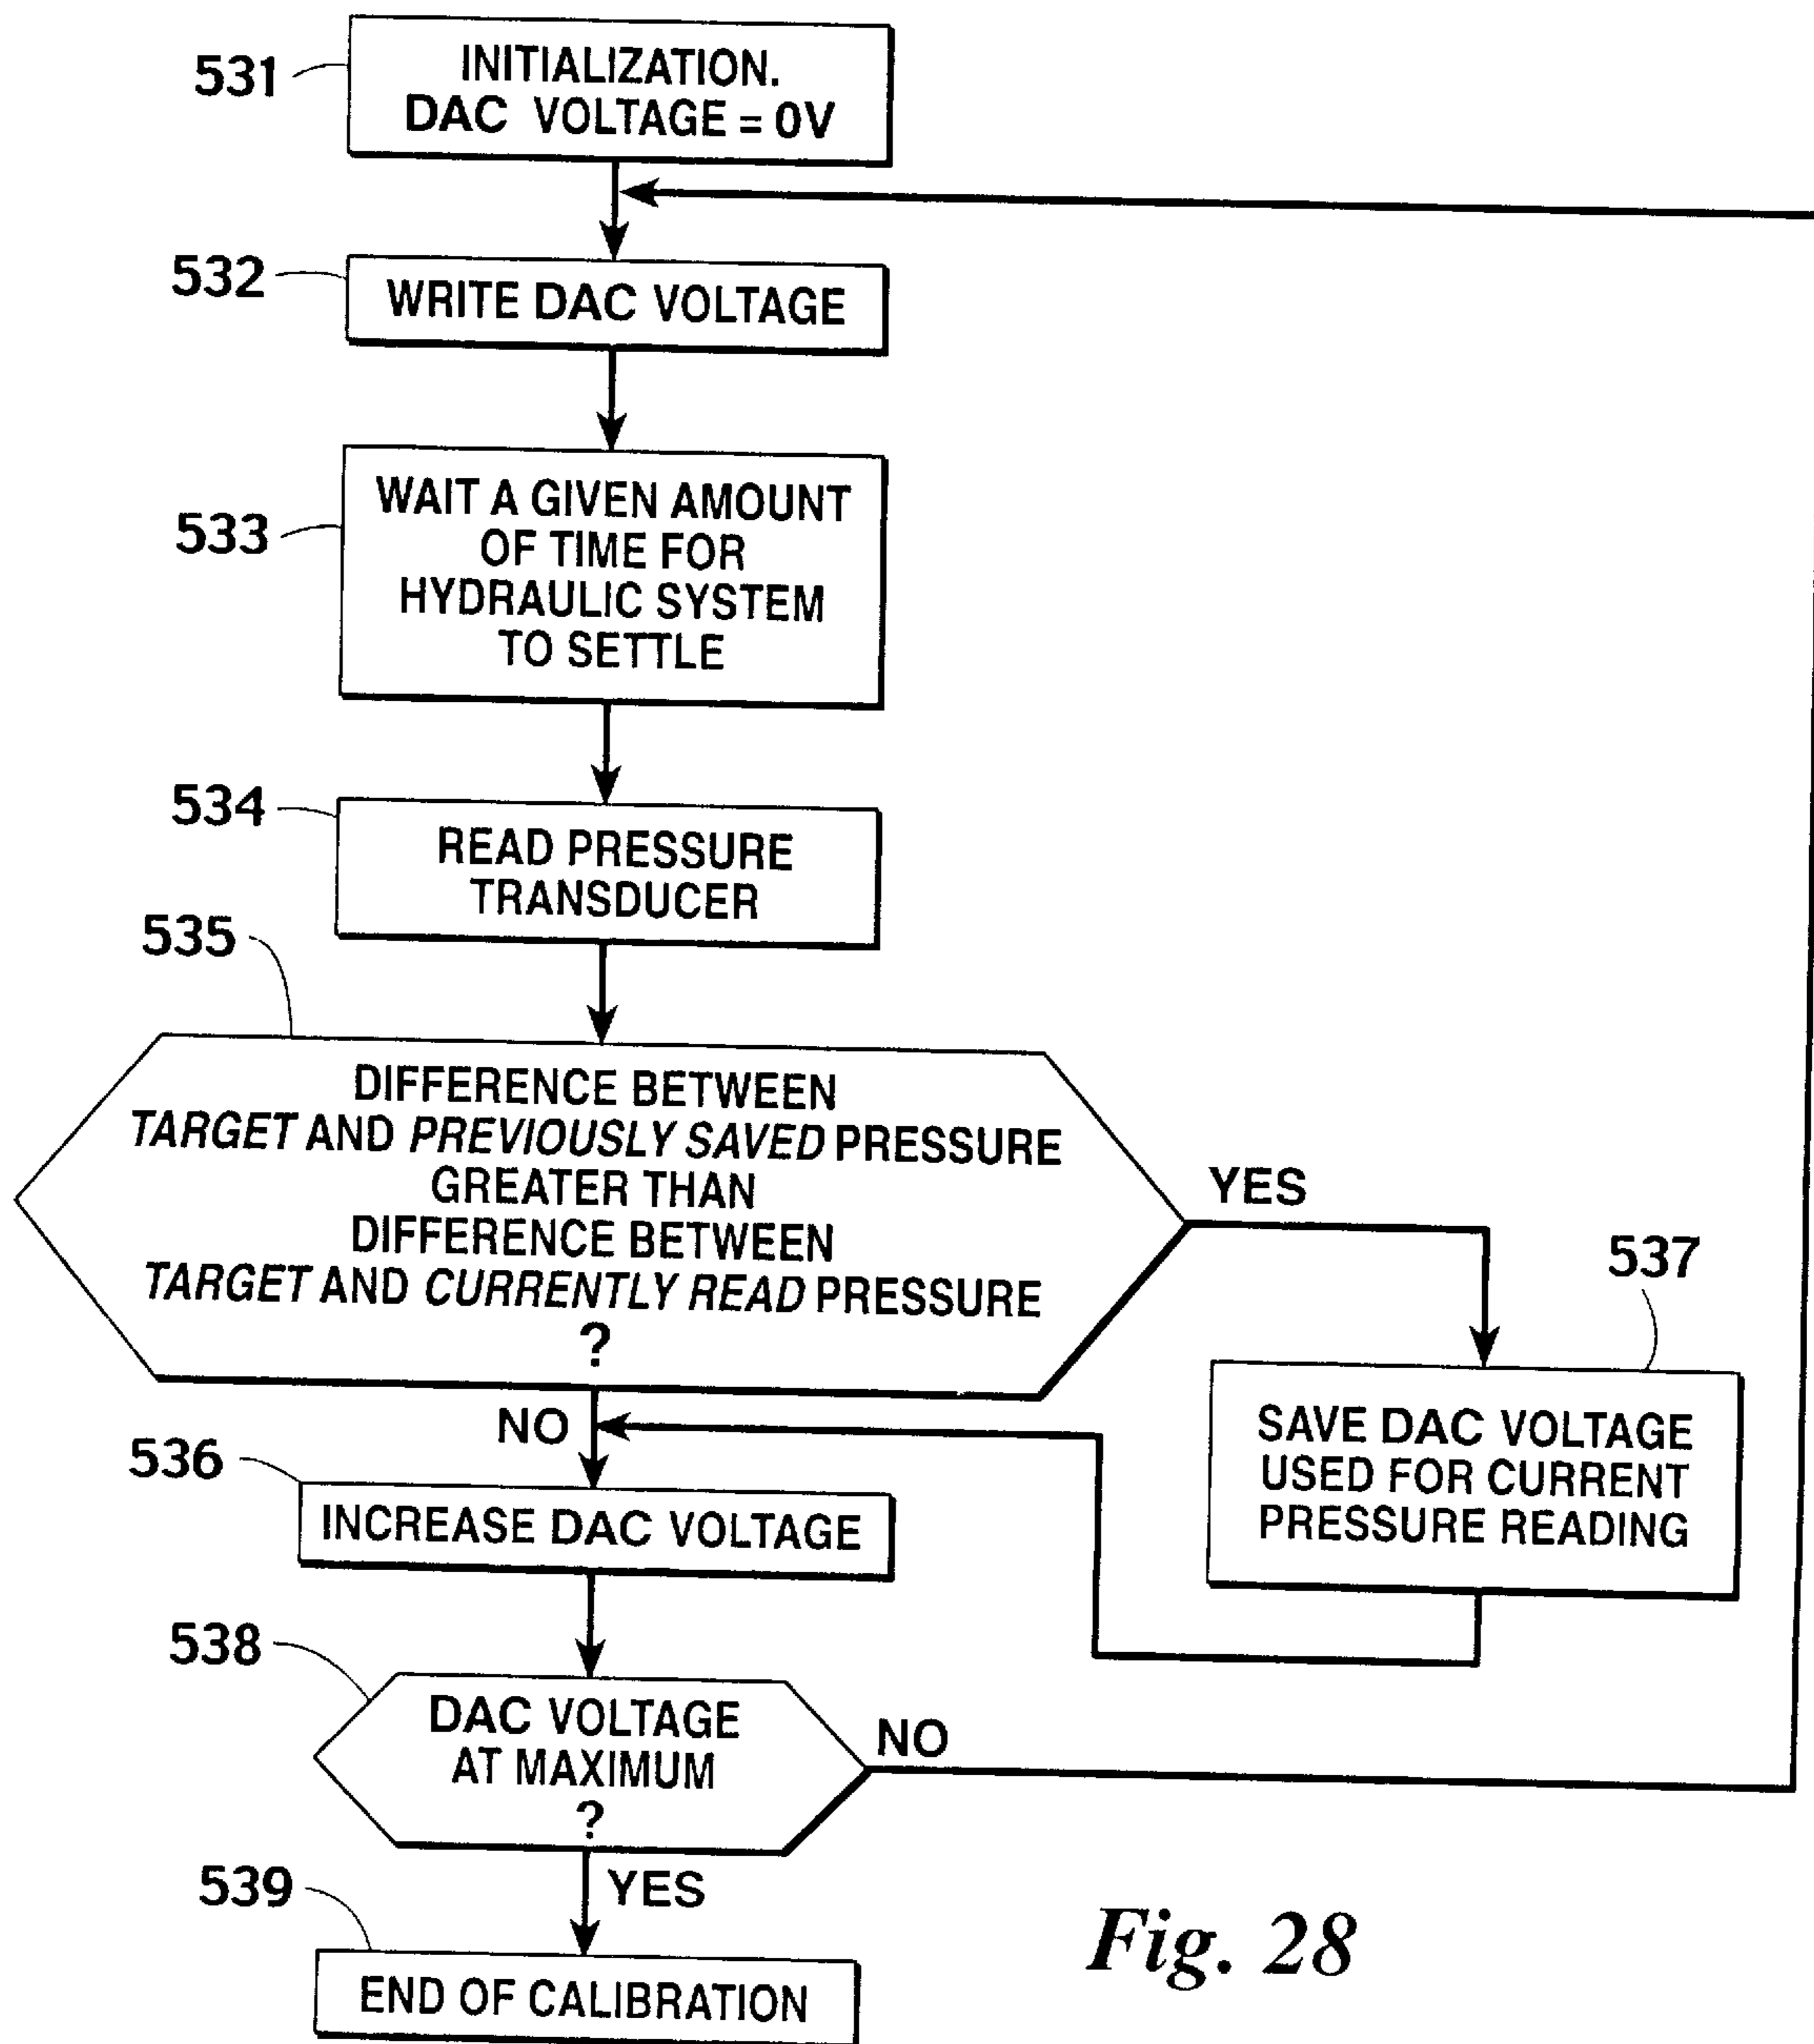 531
INITIALIZATION.
DAC VOLTAGE = 0V
532
WRITE DAC VOLTAGE
533
WAIT A GIVEN AMOUNT
OF TIME FOR
HYDRAULIC SYSTEM
TO SETTLE
534
READ PRESSURE
TRANSDUCER
535
DIFFERENCE BETWEEN
TARGET AND PREVIOUSLY SAVED PRESSURE
GREATER THAN
DIFFERENCE BETWEEN
TARGET AND CURRENTLY READ PRESSURE
?
YES
537
SAVE DAC VOLTAGE
USED FOR CURRENT
PRESSURE READING
NO
536
INCREASE DAC VOLTAGE
538
DAC VOLTAGE
AT MAXIMUM
?
NO
YES
539
END OF CALIBRATION
Fig. 28